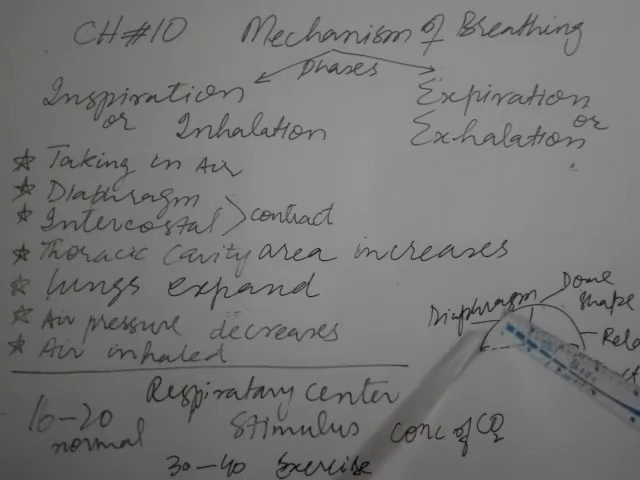 CH#10 Mechanism of Breathing
Phases
Inspiration
or Inhalation
Expiration
or
Exhalation
☆ Taking in Air
☆ Diaphragm
☆ Intercostal > contract
☆ Thoracic Cavity area increases
☆ lungs expand
☆ Air pressure decreases
☆ Air inhaled
Diaphragm
Dome
shape
Respiratary center
16-20
normal
Stimulus conc of CO2
30-40 Exercise